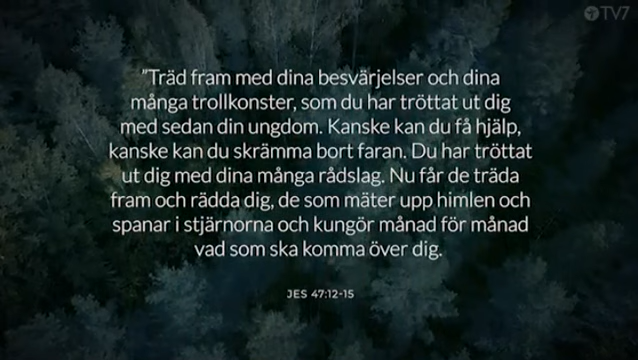 TV7
"Träd fram med dina besvärjelser och dina
många trollkonster, som du har tröttat ut dig
med sedan din ungdom. Kanske kan du få hjälp,
kanske kan du skrämma bort faran. Du har tröttat
ut dig med dina många rådslag. Nu får de träda
fram och rädda dig, de som mäter upp himlen och
spanar i stjärnorna och kungör månad för månad
vad som ska komma över dig.
JES 47:12-15